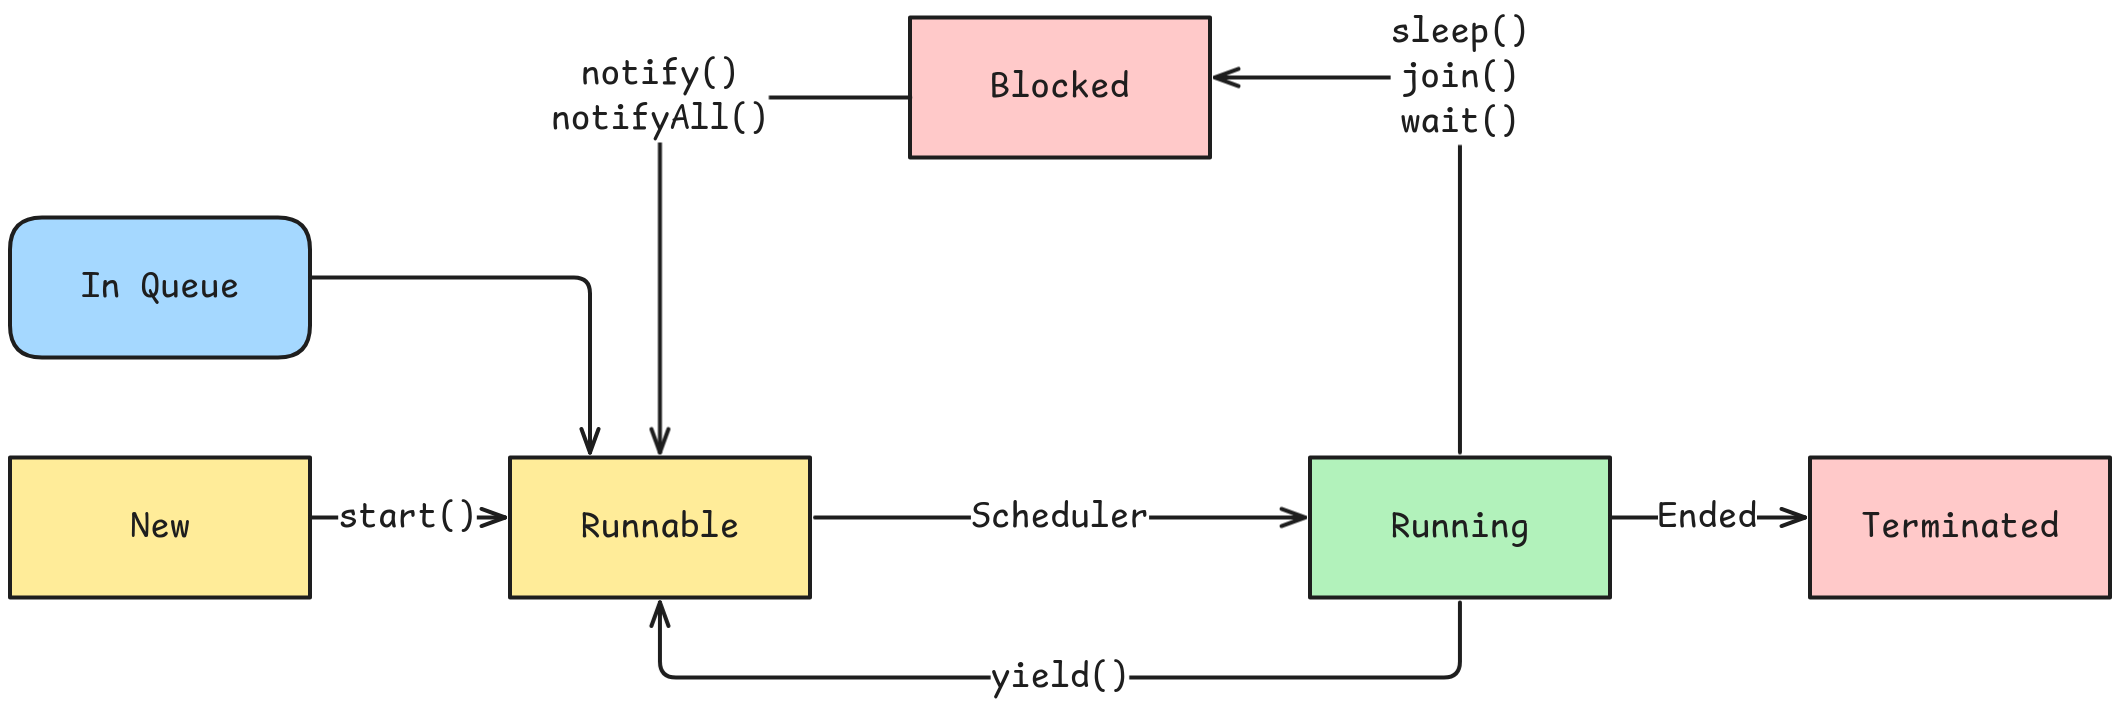 sleep()
join()
wait()
Blocked
notify()
notifyAll()
In Queue
New
start()
Runnable
Scheduler
Running
Ended
Terminated
yield()